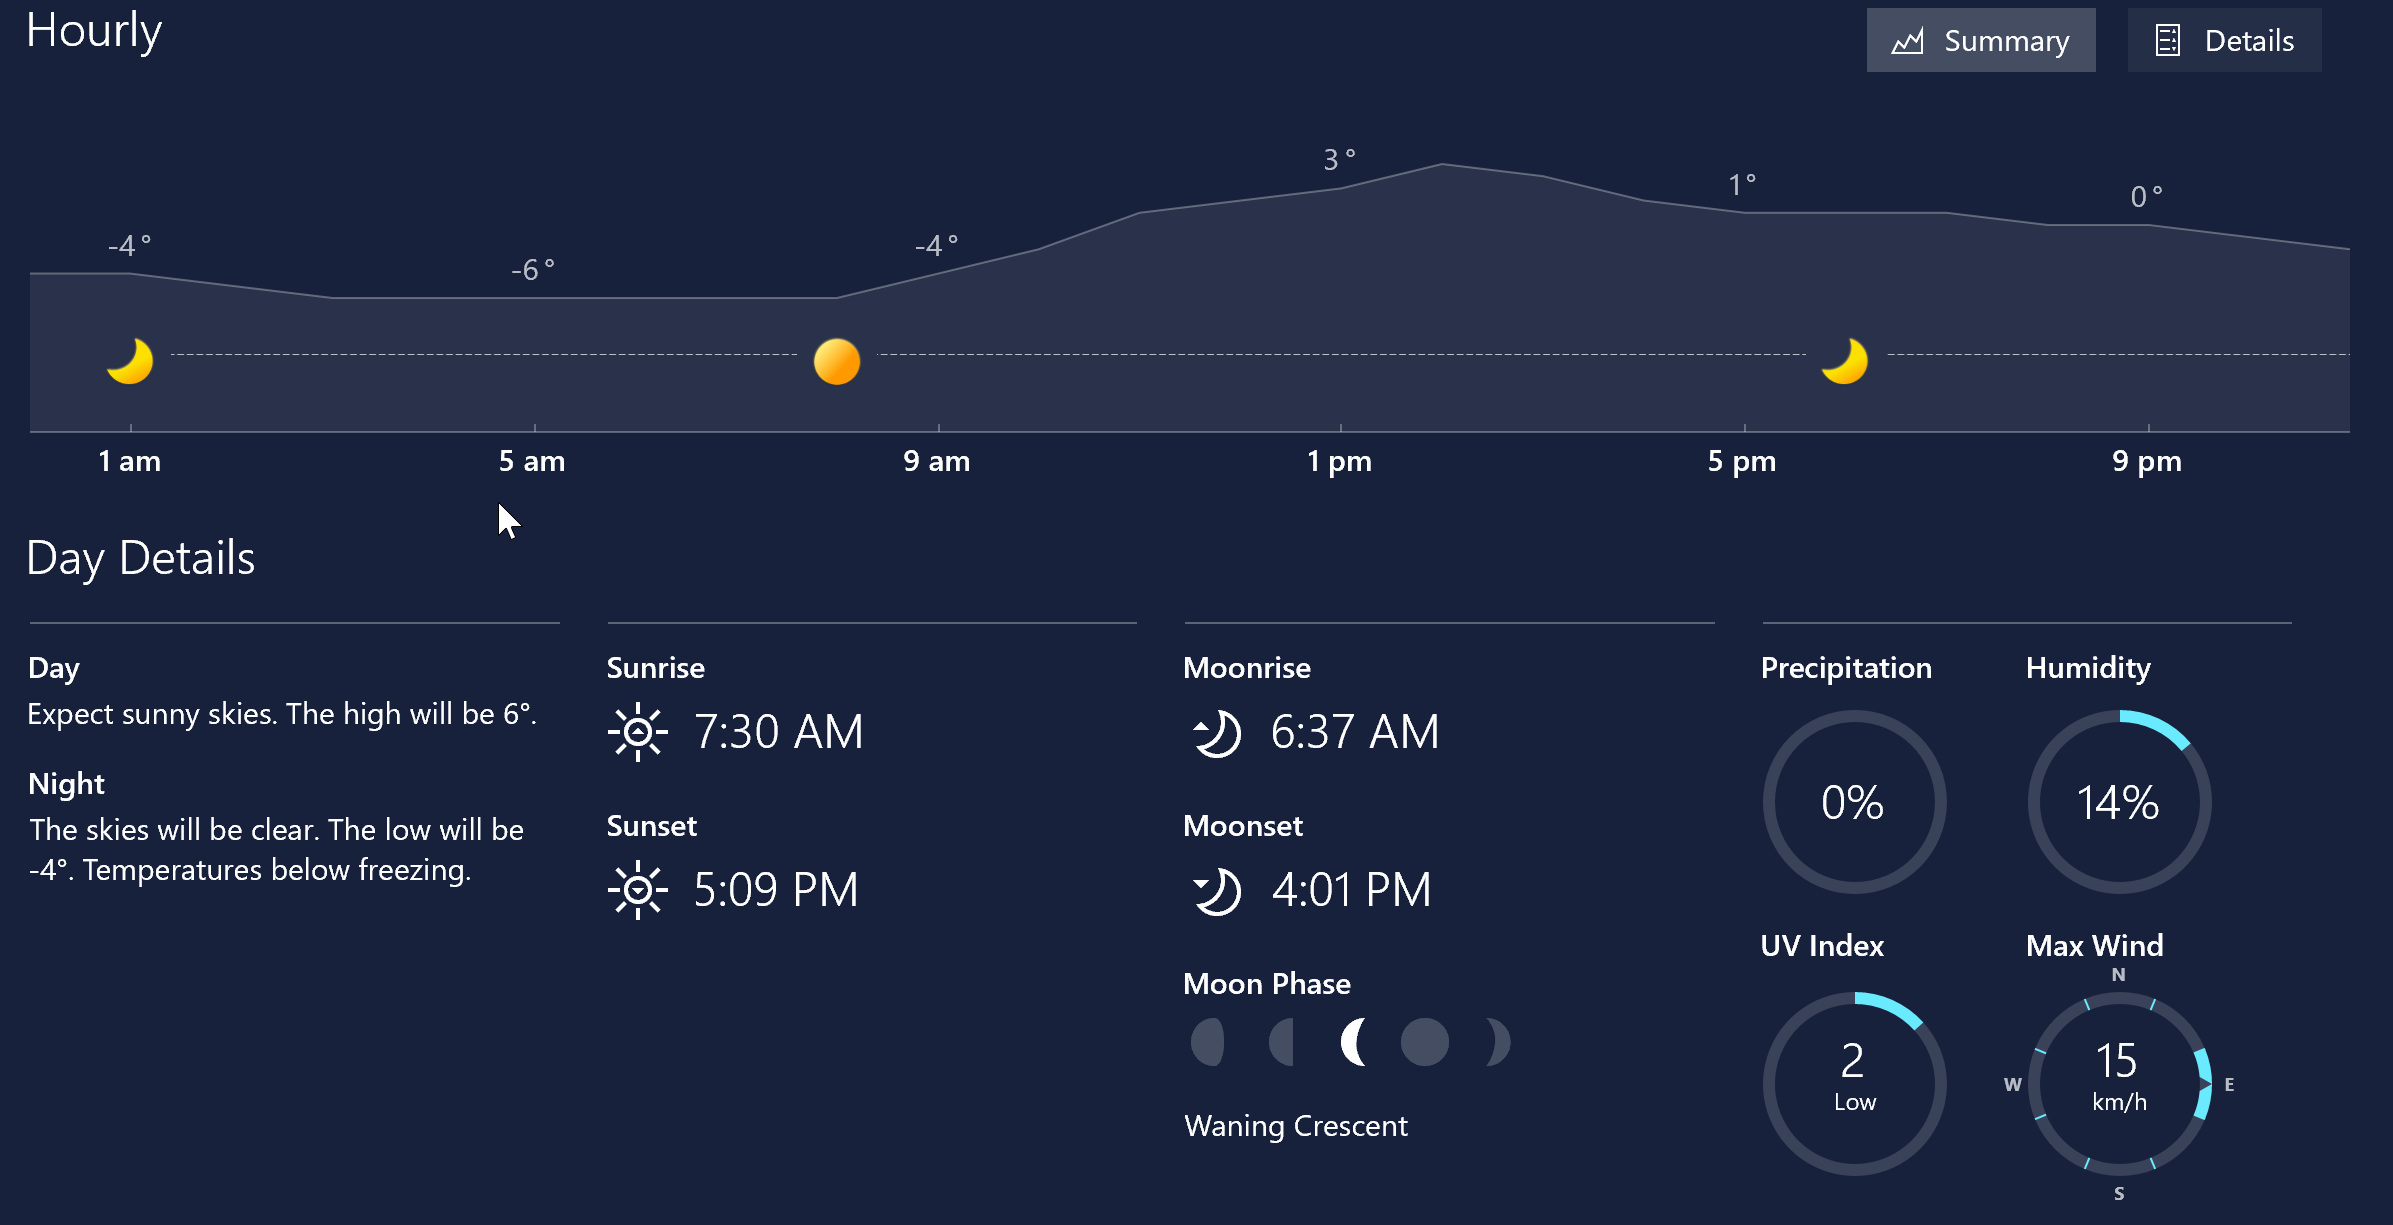 Hourly
Summary
Details
3°
1°
0°
-4°
-4°
-6°
1 am
5 am
9 am
1 pm
5 pm
9 pm
Day Details
Day
Expect sunny skies. The high will be 6°.
Night
The skies will be clear. The low will be
-4°. Temperatures below freezing.
Sunrise
7:30 AM
Sunset
5:09 PM
Moonrise
6:37 AM
Moonset
4:01 PM
Moon Phase
Waning Crescent
Precipitation
0%
Humidity
14%
UV Index
2
Low
Max Wind
N
15
km/h
W
E
S